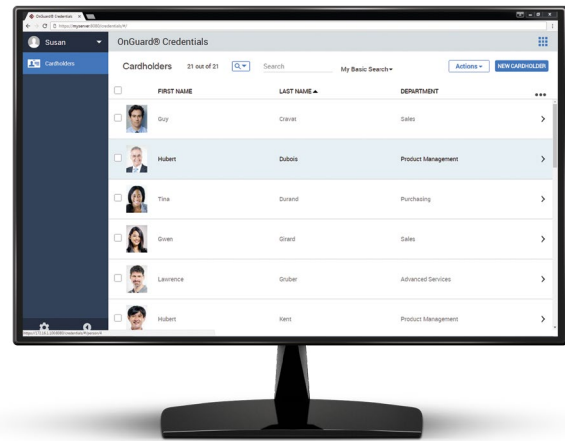 OnGuard® Credentials
Susan
OnGuard® Credentials
Cardholders
Cardholders
21 out of 21
Search
My Basic Search
Actions
NEW CARDHOLDER
FIRST NAME LAST NAME DEPARTMENT
Guy Cravat Sales
Hubert Dubois Product Management
Tina Durand Purchasing
Gwen Girard Sales
Lawrence Gruber Advanced Services
Hubert Kent Product Management